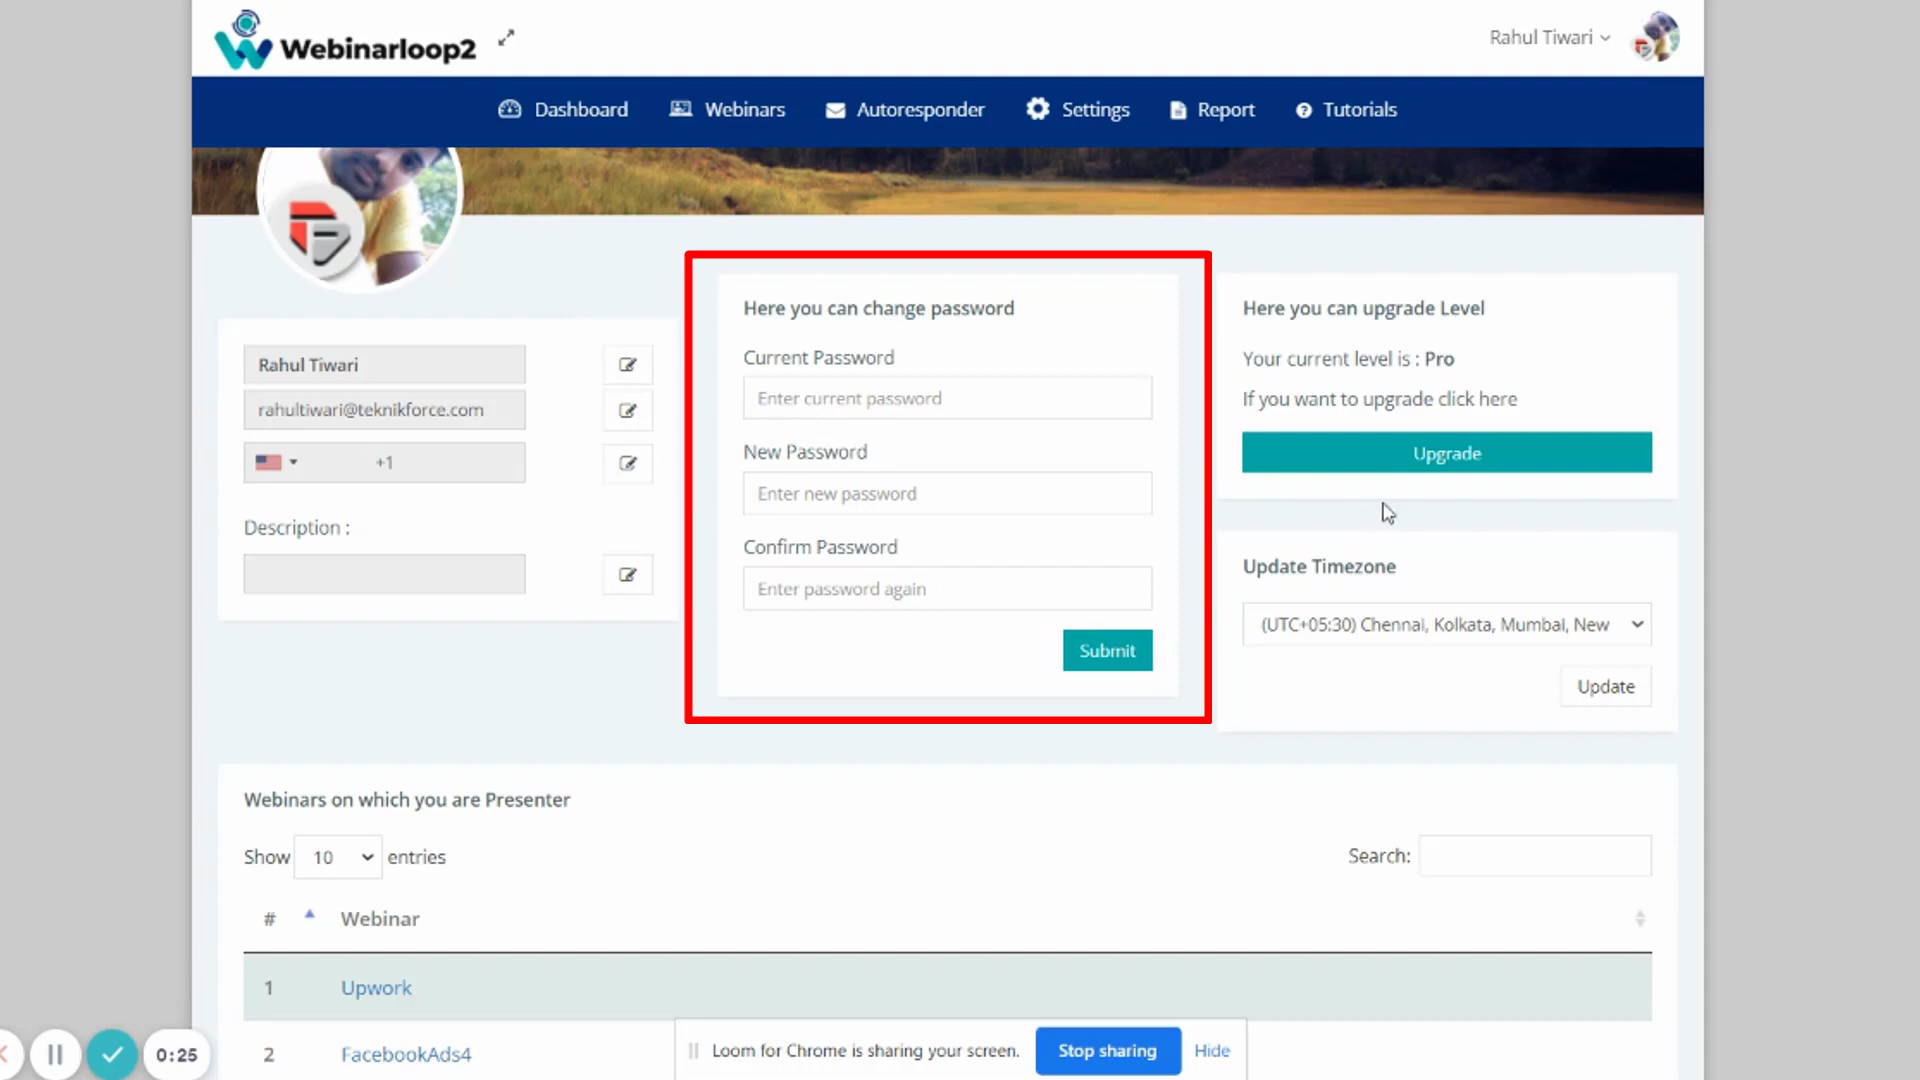 Webinarloop2
Rahul Tiwari
Dashboard
Webinars
Autoresponder
Settings
Report
Tutorials
Rahul Tiwari
rahultiwari@teknikforce.com
+1
Description :
Here you can change password
Current Password
Enter current password
New Password
Enter new password
Confirm Password
Enter password again
Submit
Here you can upgrade Level
Your current level is : Pro
If you want to upgrade click here
Upgrade
Update Timezone
(UTC+05:30) Chennai, Kolkata, Mumbai, New
Update
Webinars on which you are Presenter
Show 10 entries
Search:
# Webinar
1 Upwork
2 FacebookAds4
0:25
Loom for Chrome is sharing your screen.
Stop sharing
Hide